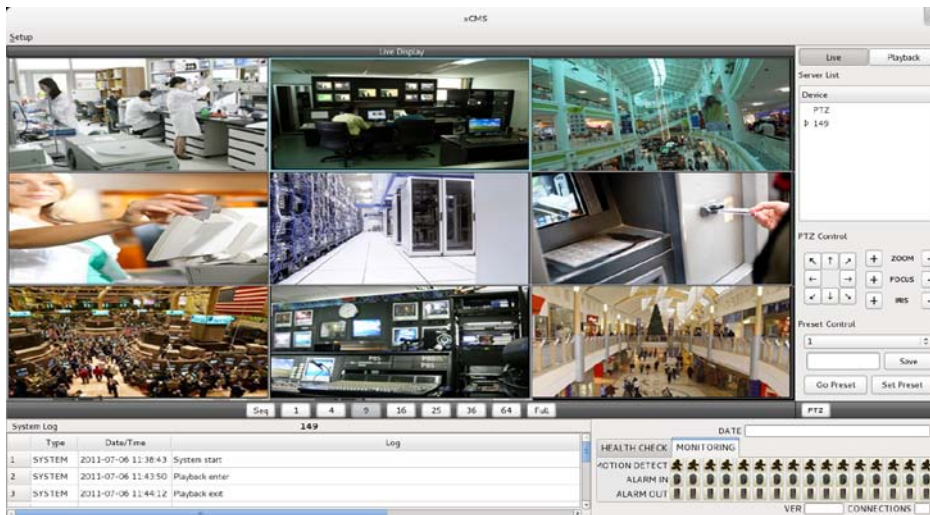 xCMS
Setup
Live Display
Live Playback
Server List
Device
PTZ
149
PTZ Control
+ ZOOM
+ FOCUS
+ IRIS
Preset Control
1
Save
Go Preset Set Preset
Seq 1 4 9 16 25 36 64 Full
PTZ
System Log 149
Type Date/Time Log
1 SYSTEM 2011-07-06 11:38:43 System start
2 SYSTEM 2011-07-06 11:43:50 Playback enter
3 SYSTEM 2011-07-06 11:44:12 Playback exit
DATE
HEALTH CHECK MONITORING
MOTION DETECT
ALARM IN
ALARM OUT
VER CONNECTIONS